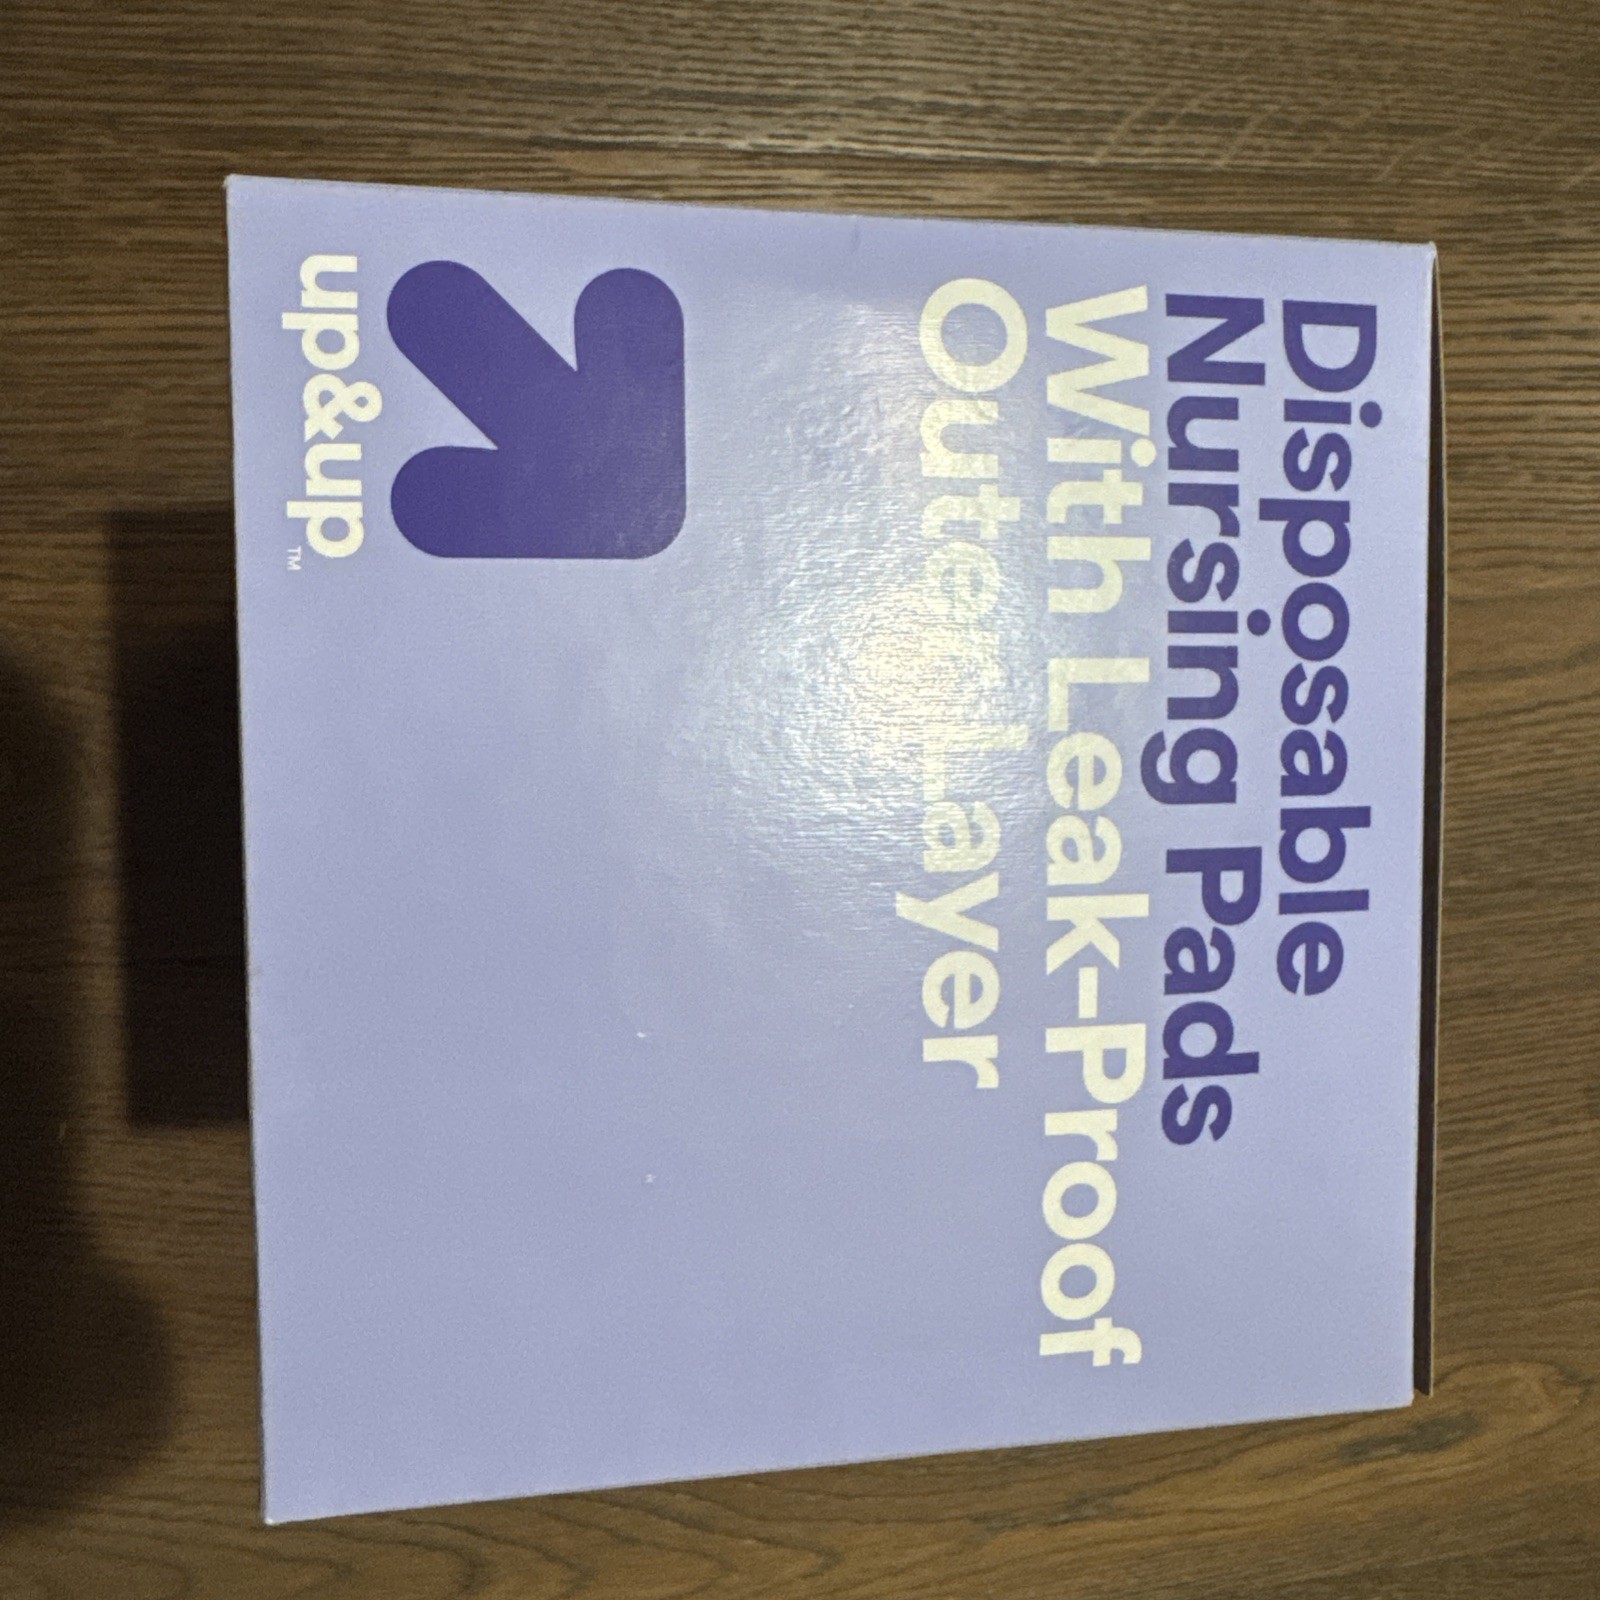 Disposable
Nursing Pads
With Leak-Proof
Outer Layer
up&up™